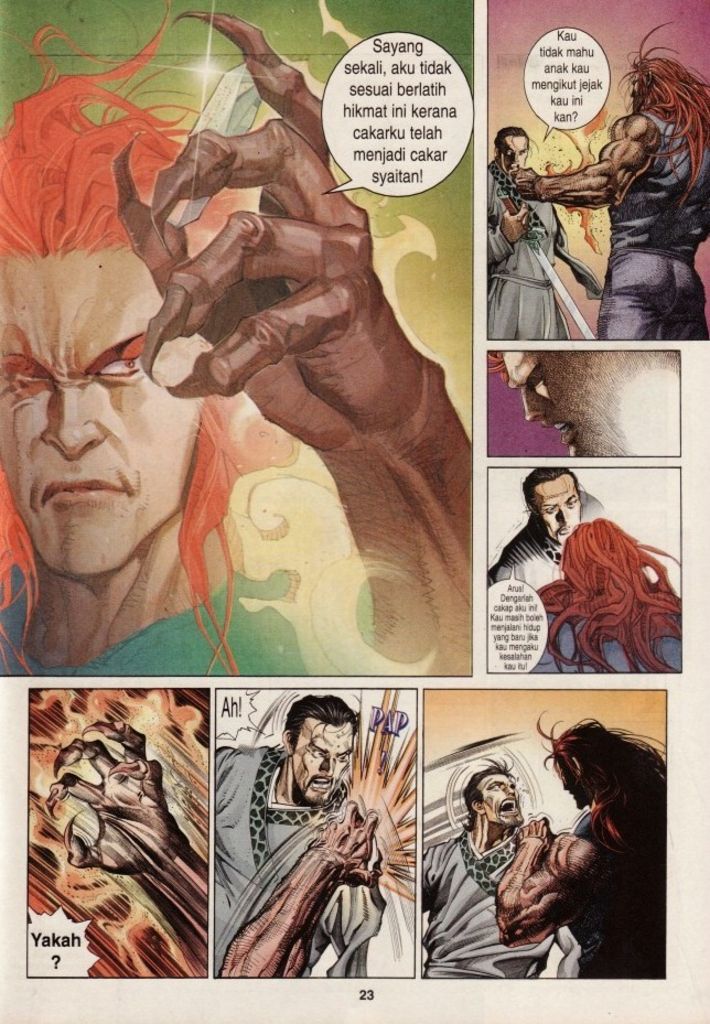 Sayang
sekali, aku tidak
sesuai berlatih
hikmat ini kerana
cakarku telah
menjadi cakar
syaitan!
Kau
tidak mahu
anak kau
mengikut jejak
kau ini
kan?
Arus!
Dengarlah
cakap aku ini!
Kau masih boleh
menjalani hidup
yang baru jika
kau mengaku
kesalahan
kau itu!
Yakah
?
Ah!
PAP
!
23